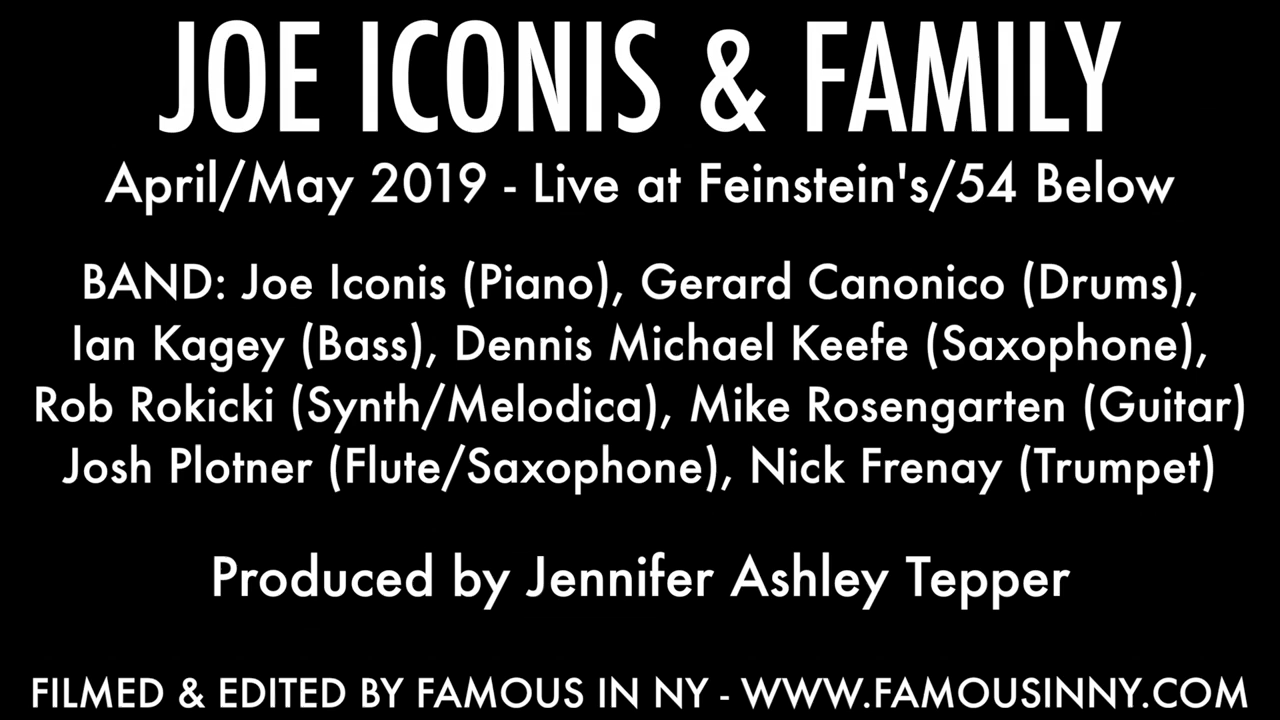 JOE ICONIS & FAMILY
April/May 2019 - Live at Feinstein's/54 Below
BAND: Joe Iconis (Piano), Gerard Canonico (Drums),
Ian Kagey (Bass), Dennis Michael Keefe (Saxophone),
Rob Rokicki (Synth/Melodica), Mike Rosengarten (Guitar)
Josh Plotner (Flute/Saxophone), Nick Frenay (Trumpet)
Produced by Jennifer Ashley Tepper
FILMED & EDITED BY FAMOUS IN NY - WWW.FAMOUSINNY.COM